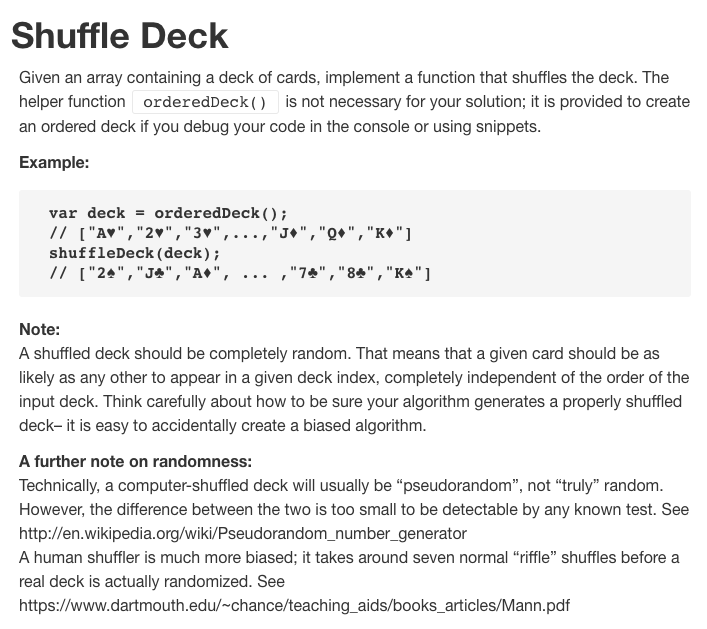 Shuffle Deck
Given an array containing a deck of cards, implement a function that shuffles the deck. The
helper function orderedDeck() is not necessary for your solution; it is provided to create
an ordered deck if you debug your code in the console or using snippets.
Example:
var deck = orderedDeck();
// ["A♥","2♥","3♥",...,"J♦","Q♦","K♦"]
shuffleDeck(deck);
// ["2♠","J♣","A♦", ... ,"7♣","8♣","K♠"]
Note:
A shuffled deck should be completely random. That means that a given card should be as
likely as any other to appear in a given deck index, completely independent of the order of the
input deck. Think carefully about how to be sure your algorithm generates a properly shuffled
deck– it is easy to accidentally create a biased algorithm.
A further note on randomness:
Technically, a computer-shuffled deck will usually be “pseudorandom”, not “truly” random.
However, the difference between the two is too small to be detectable by any known test. See
http://en.wikipedia.org/wiki/Pseudorandom_number_generator
A human shuffler is much more biased; it takes around seven normal “riffle” shuffles before a
real deck is actually randomized. See
https://www.dartmouth.edu/~chance/teaching_aids/books_articles/Mann.pdf